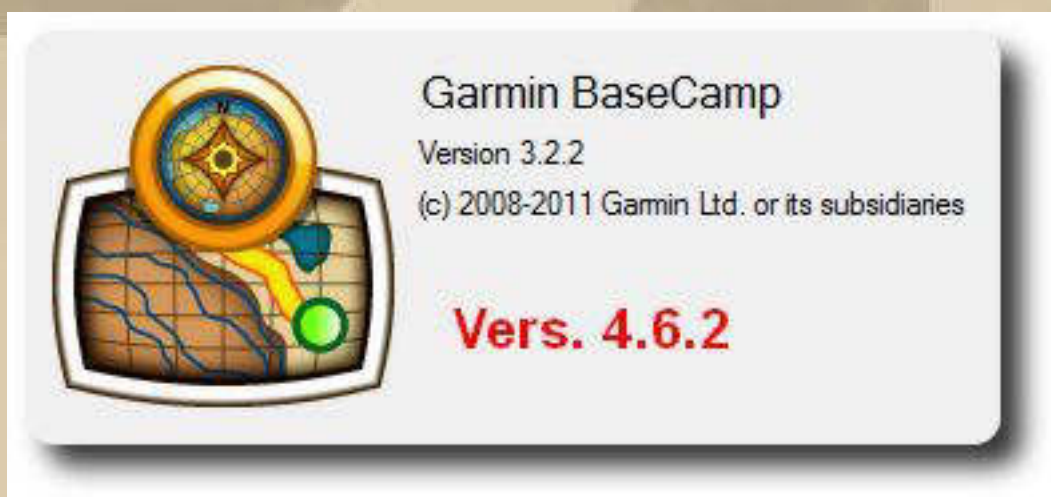 N
Garmin BaseCamp
Version 3.2.2
(c) 2008-2011 Garmin Ltd. or its subsidiaries
Vers. 4.6.2